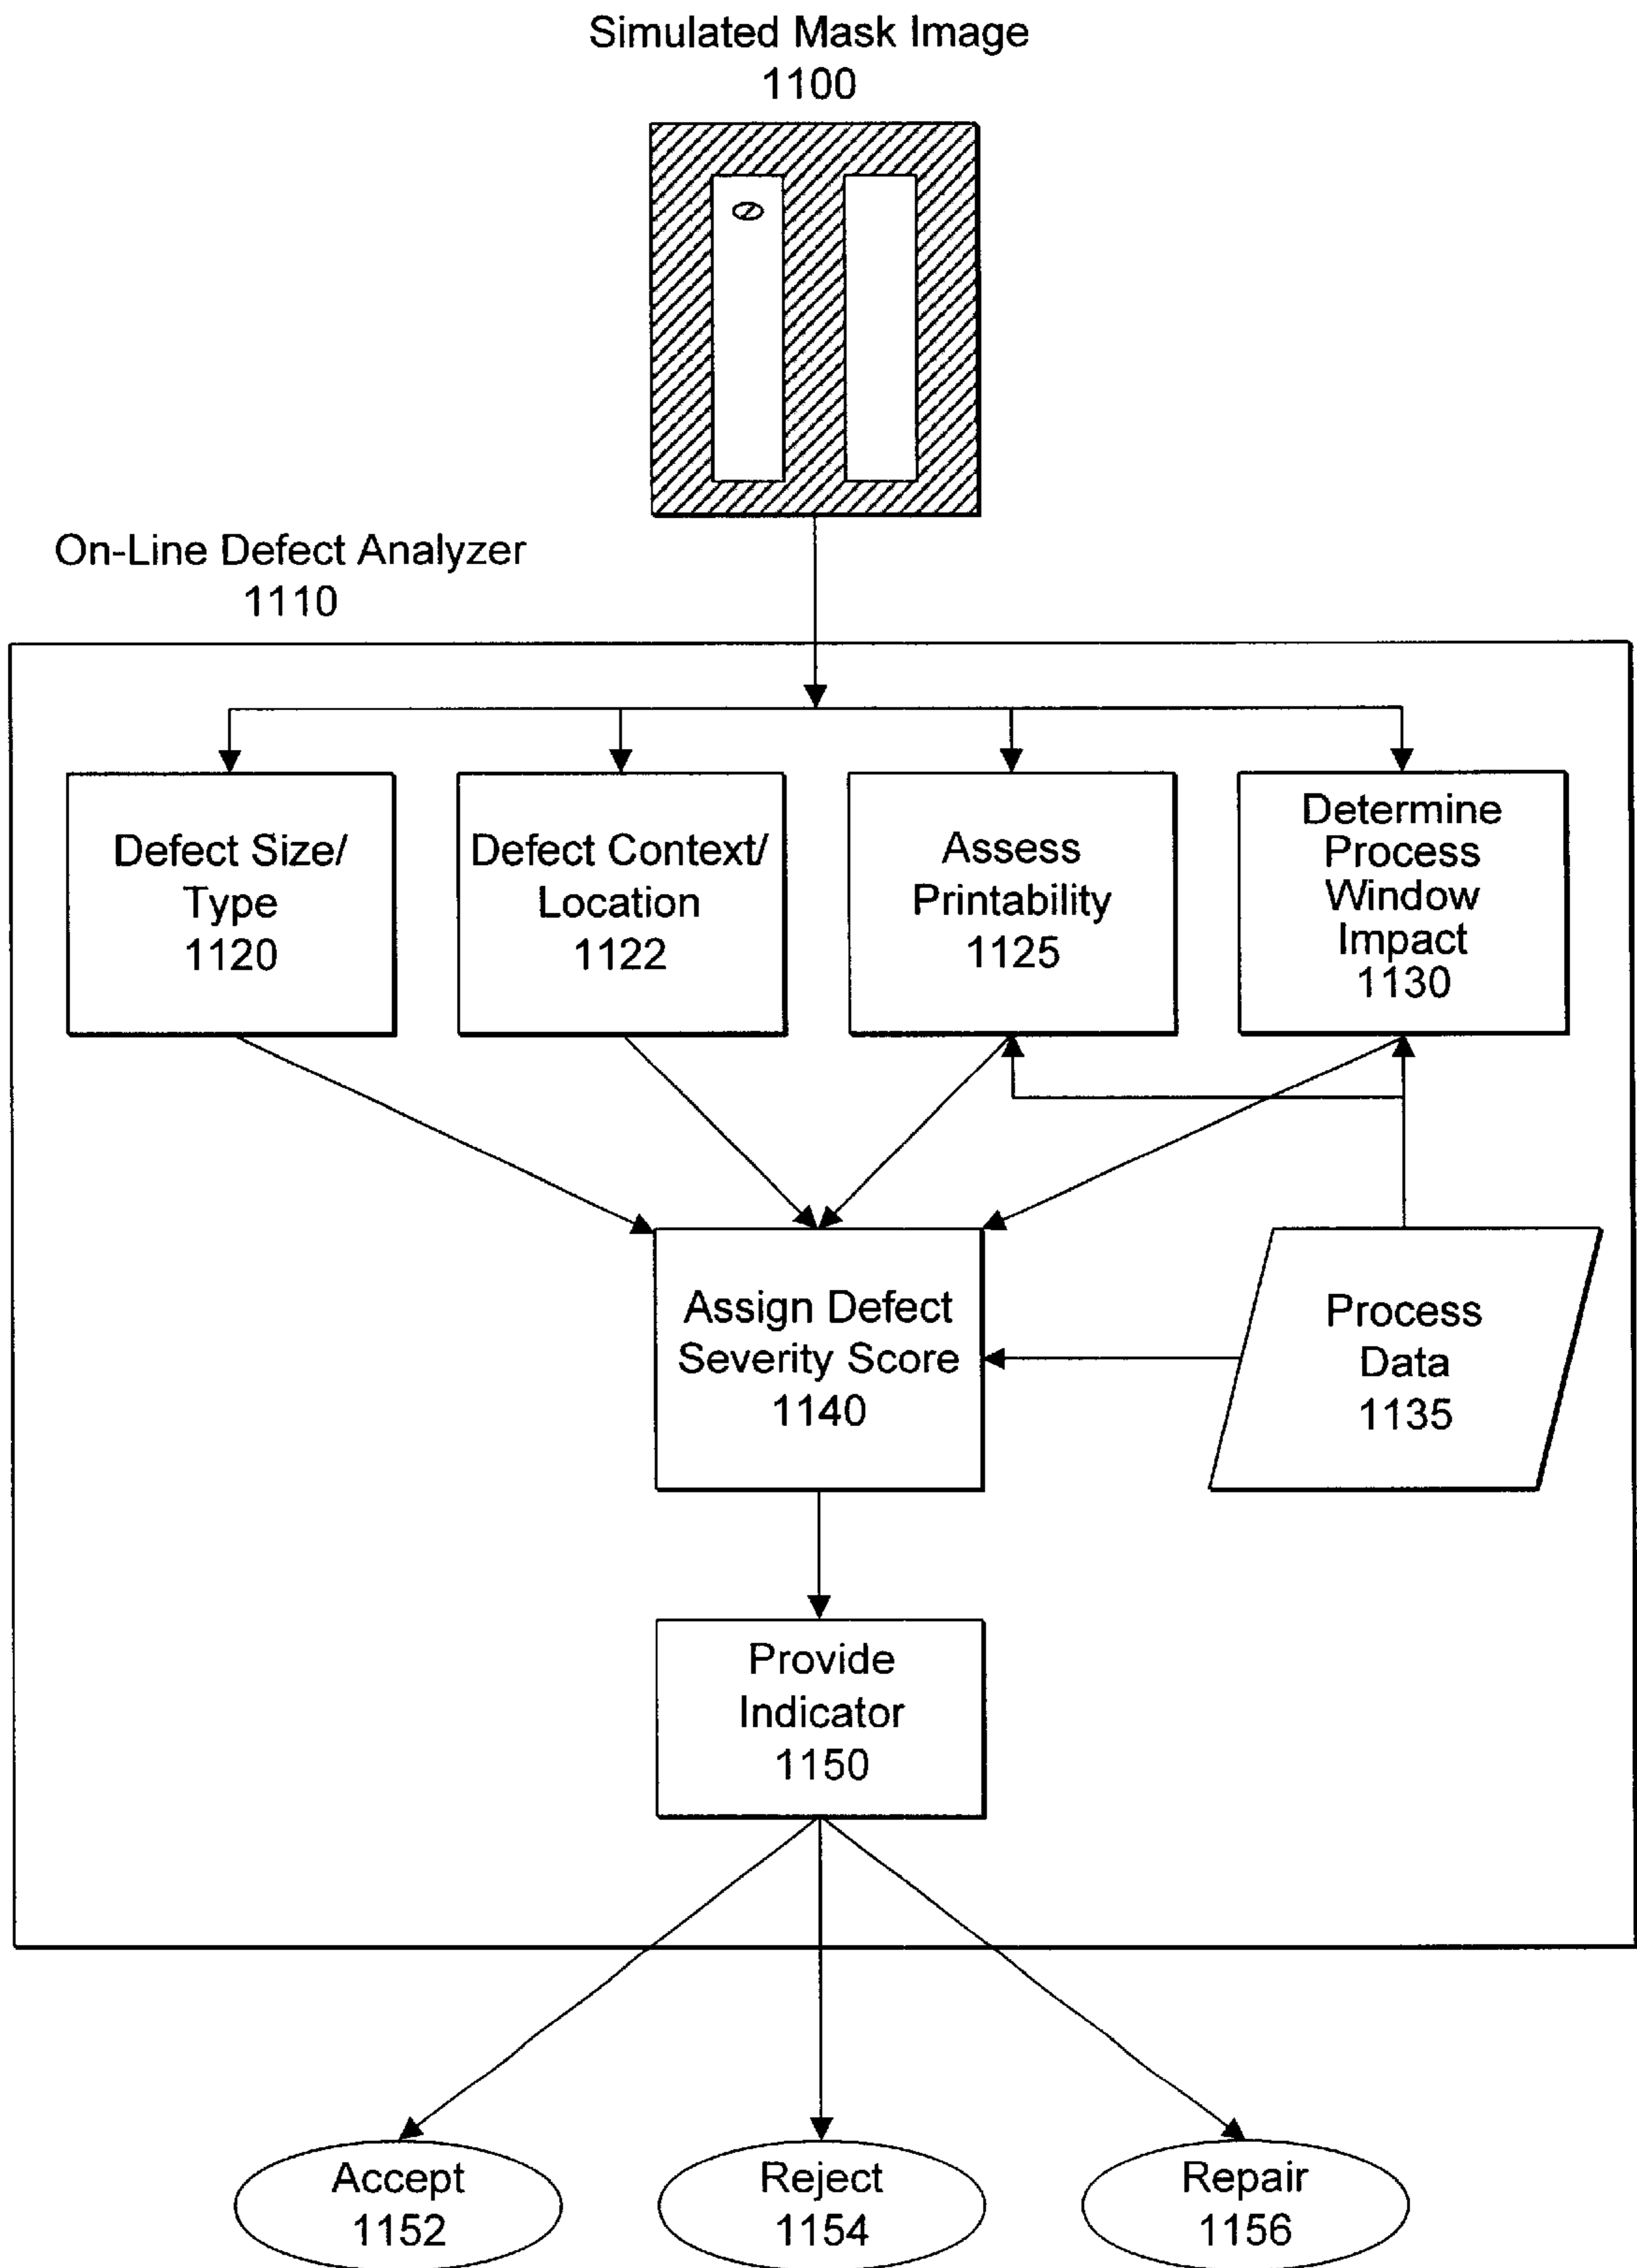 Simulated Mask Image
1100
On-Line Defect Analyzer
1110
Defect Size/
Type
1120
Defect Context/
Location
1122
Assess
Printability
1125
Determine
Process
Window
Impact
1130
Assign Defect
Severity Score
1140
Process
Data
1135
Provide
Indicator
1150
Accept
1152
Reject
1154
Repair
1156